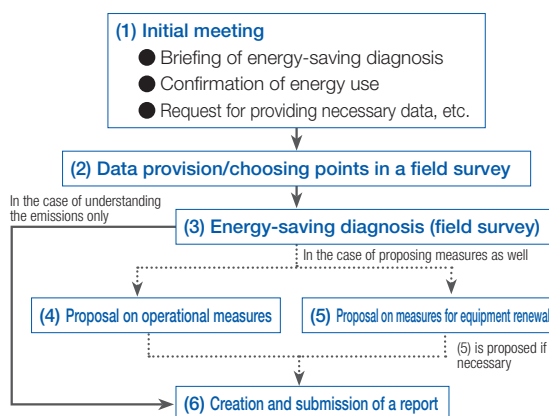 (1) Initial meeting
● Briefing of energy-saving diagnosis
● Confirmation of energy use
● Request for providing necessary data, etc.
(2) Data provision/choosing points in a field survey
In the case of understanding
the emissions only
(3) Energy-saving diagnosis (field survey)
In the case of proposing measures as well
(4) Proposal on operational measures
(5) Proposal on measures for equipment renewal
(5) is proposed if
necessary
(6) Creation and submission of a report